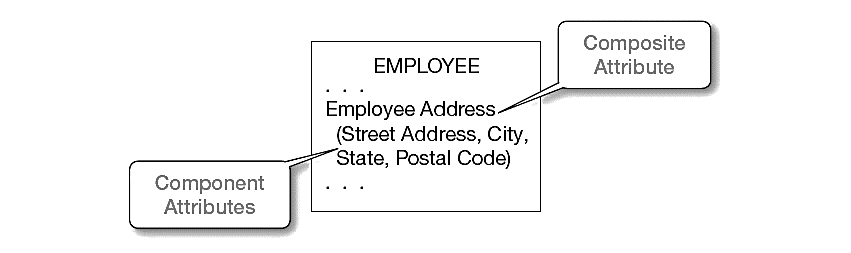 Composite
Attribute
EMPLOYEE
. . .
Employee Address
(Street Address, City,
State, Postal Code)
. . .
Component
Attributes